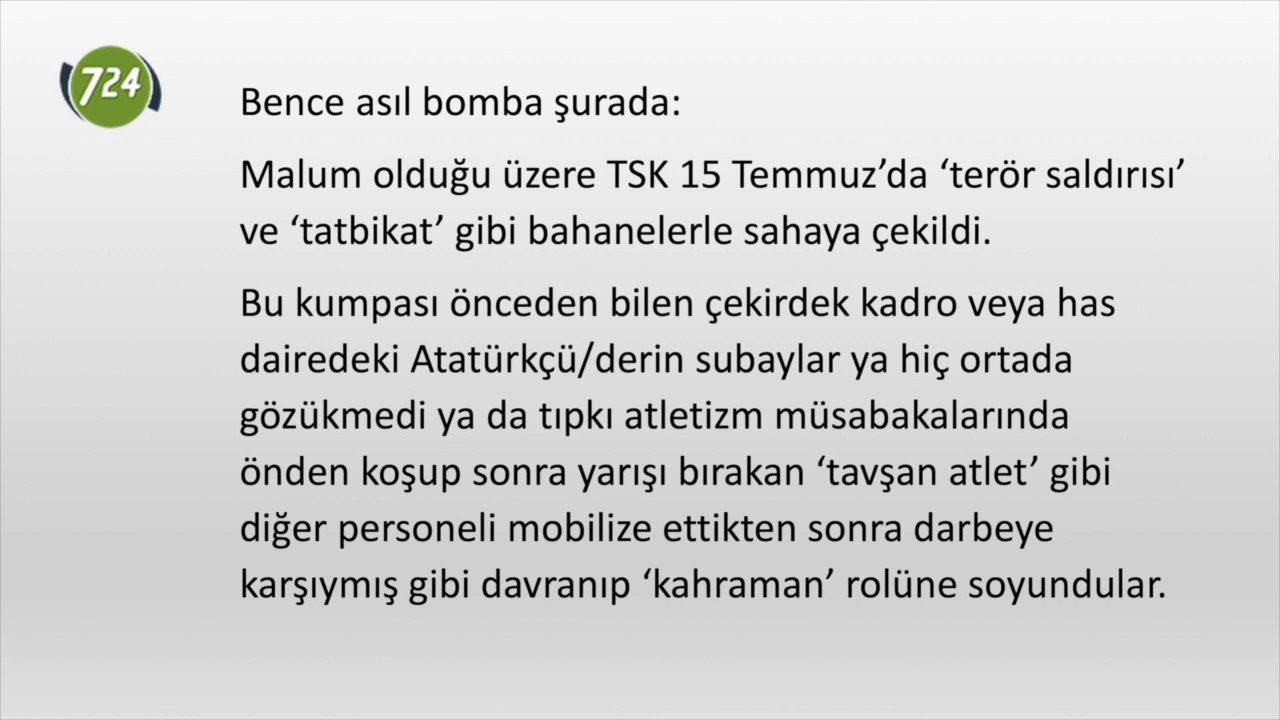 724
Bence asıl bomba şurada:
Malum olduğu üzere TSK 15 Temmuz’da ‘terör saldırısı’
ve ‘tatbikat’ gibi bahanelerle sahaya çekildi.
Bu kumpası önceden bilen çekirdek kadro veya has
dairedeki Atatürkçü/derin subaylar ya hiç ortada
gözükmedi ya da tıpkı atletizm müsabakalarında
önden koşup sonra yarışı bırakan ‘tavşan atlet’ gibi
diğer personeli mobilize ettikten sonra darbeye
karşıymış gibi davranıp ‘kahraman’ rolüne soyundular.